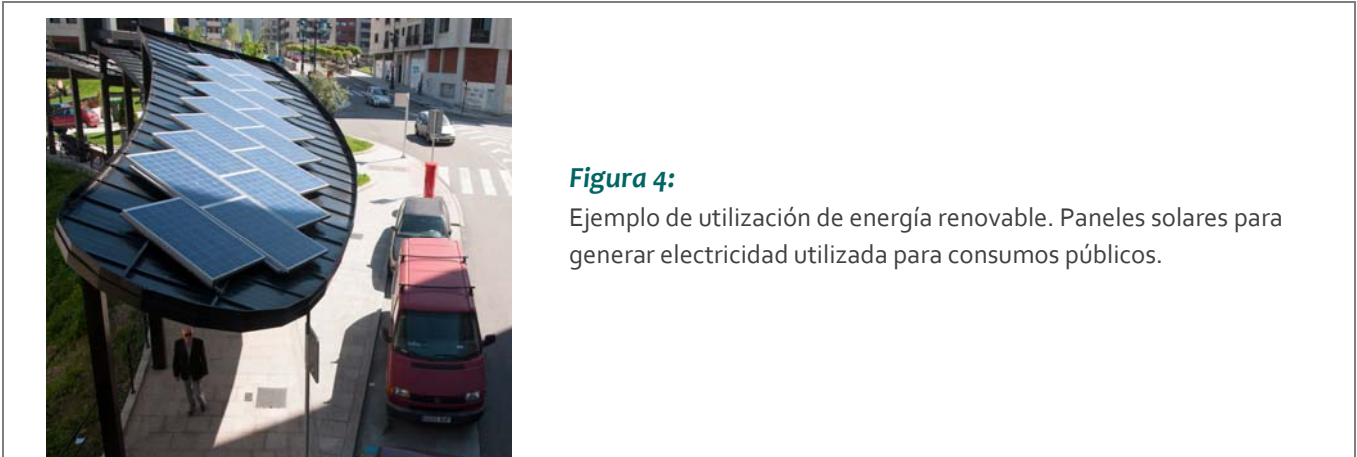 Figura 4:
Ejemplo de utilización de energía renovable. Paneles solares para
generar electricidad utilizada para consumos públicos.